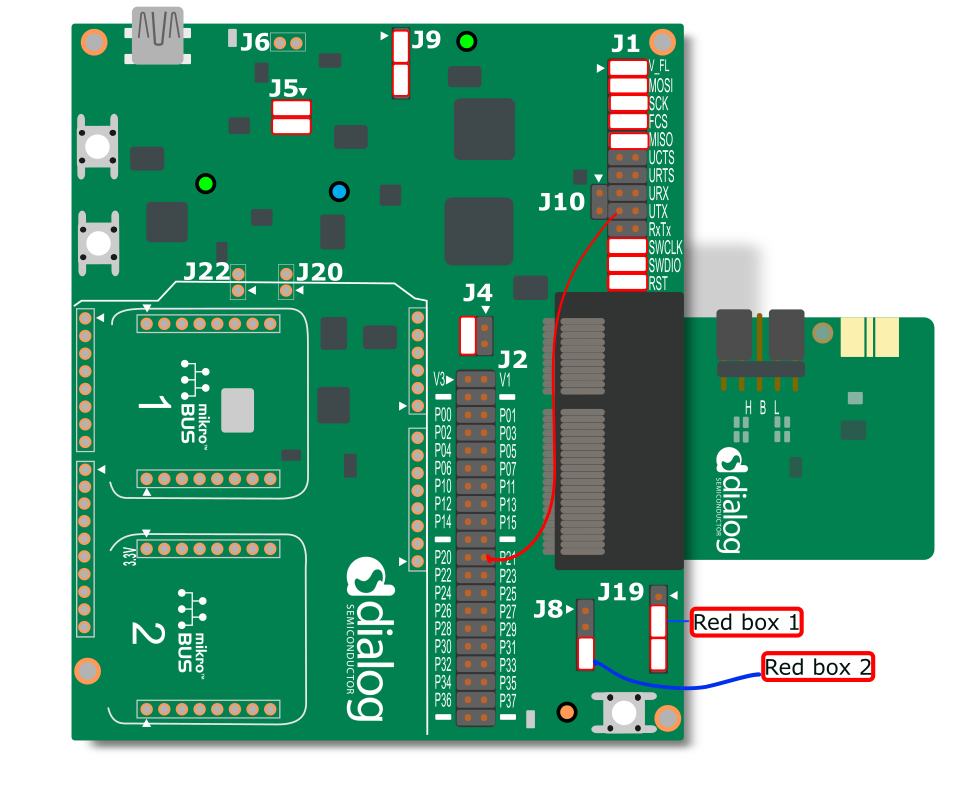 J6
J9
J1
V_FL
MOSI
SCK
FCS
MISO
UCTS
URTS
URX
UTX
RxTx
SWCLK
SWDIO
RST
J5
J10
J22
J20
J4
J2
V3 V1
P00 P01
P02 P03
P04 P05
P06 P07
P10 P11
P12 P13
P14 P15
P20 P21
P22 P23
P24 P25
P26 P27
P28 P29
P30 P31
P32 P33
P34 P35
P36 P37
1
mikro™
BUS
3.3V
2
mikro™
BUS
dialog
SEMICONDUCTOR
H B L
dialog
SEMICONDUCTOR
J8
J19
Red box 1
Red box 2